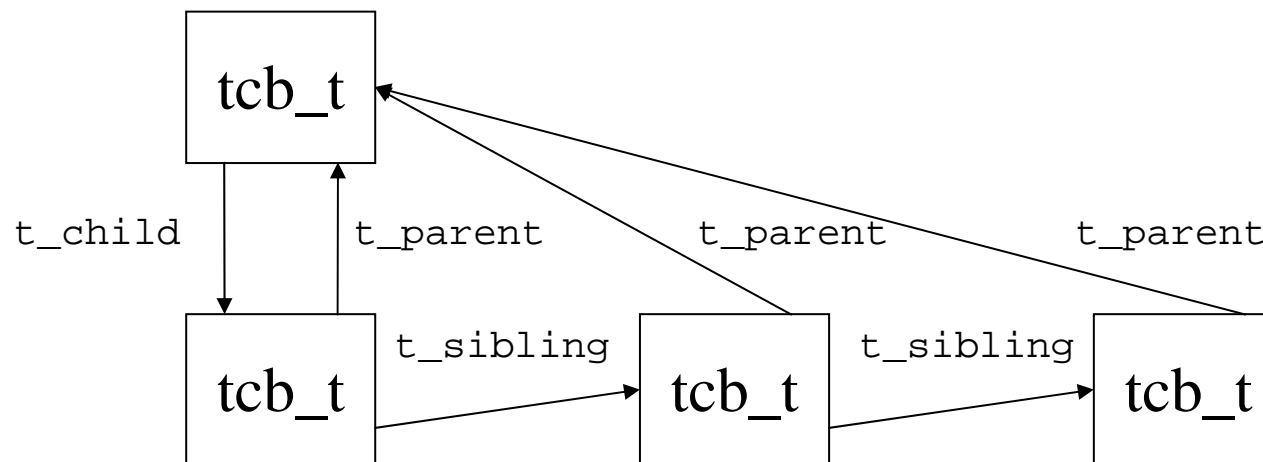 tcb_t
t_child t_parent t_parent t_parent
t_sibling t_sibling
tcb_t tcb_t tcb_t